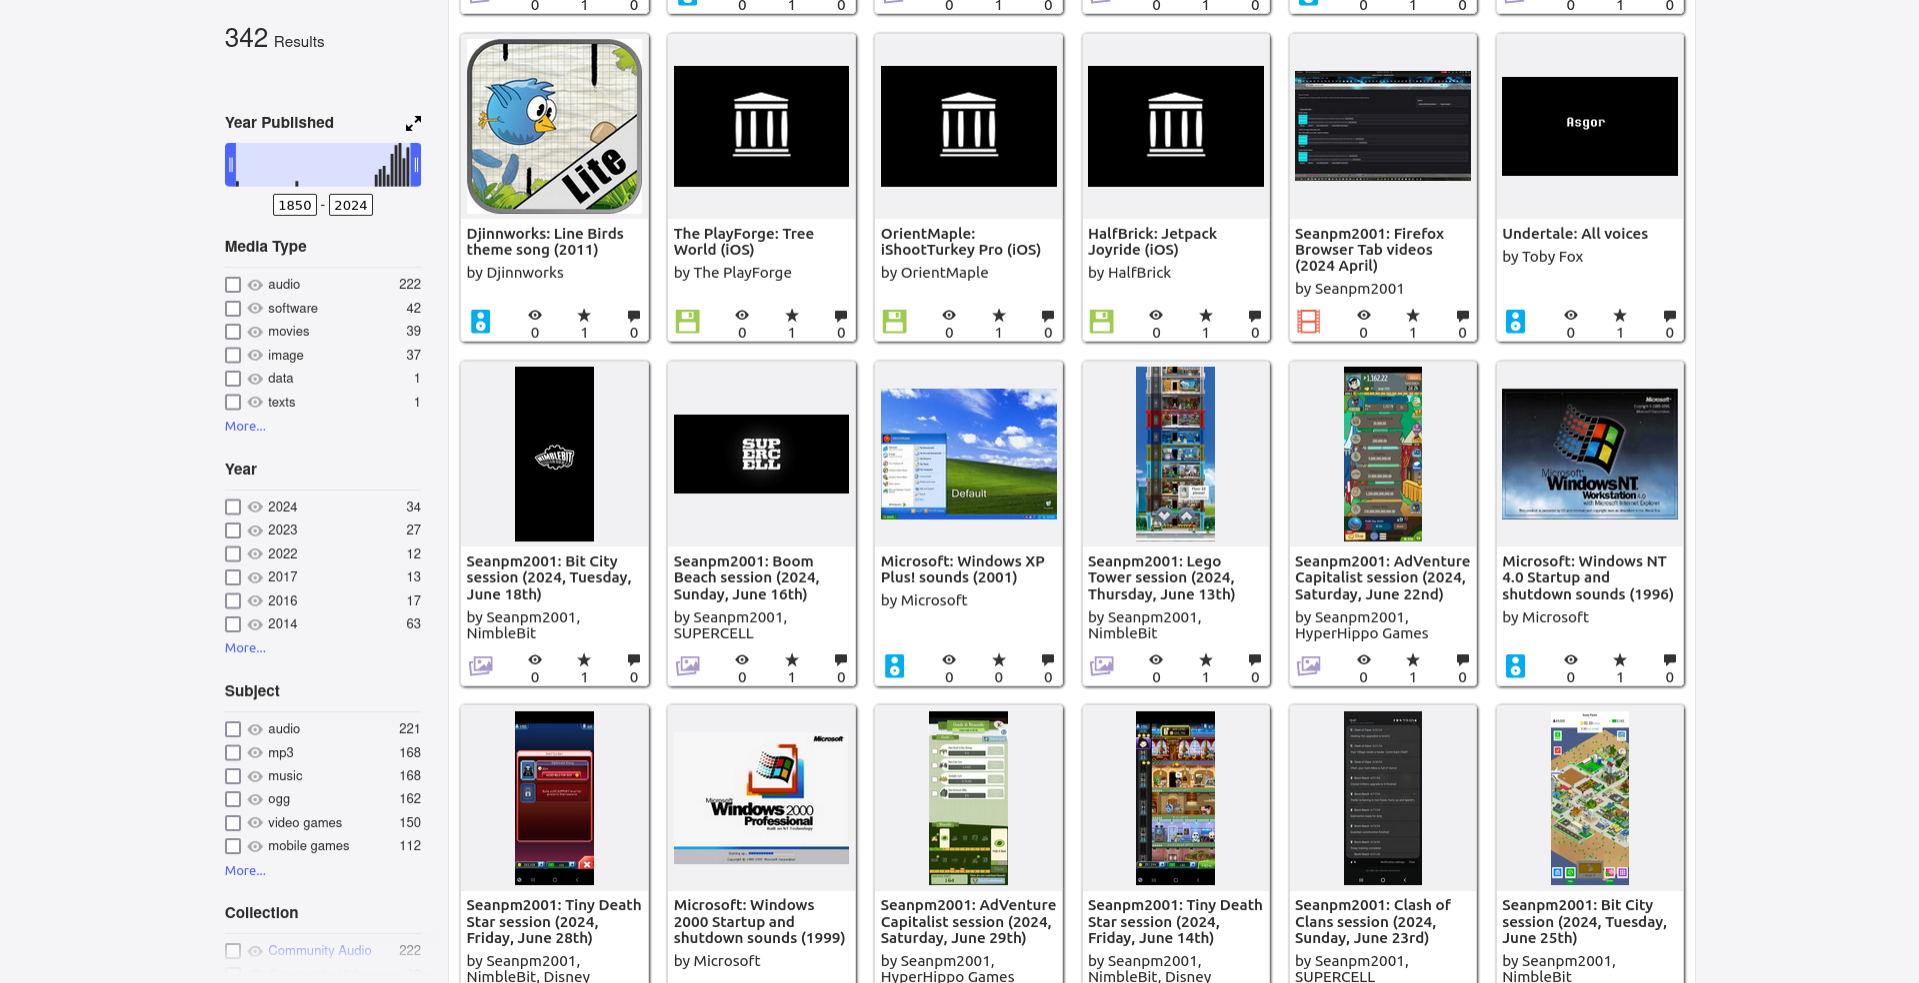 0 1 0
0 1 0
0 1 0
0 1 0
0 1 0
0 1 0
342 Results
Year Published
1850 - 2024
Media Type
audio 222
software 42
movies 39
image 37
data 1
texts 1
More...
Year
2024 34
2023 27
2022 12
2017 13
2016 17
2014 63
More...
Subject
audio 221
mp3 168
music 168
ogg 162
video games 150
mobile games 112
More...
Collection
Community Audio 222
Lite
Djinnworks: Line Birds
theme song (2011)
by Djinnworks
0 1 0
The PlayForge: Tree
World (iOS)
by The PlayForge
0 1 0
OrientMaple:
iShootTurkey Pro (iOS)
by OrientMaple
0 1 0
HalfBrick: Jetpack
Joyride (iOS)
by HalfBrick
0 1 0
Seanpm2001: Firefox
Browser Tab videos
(2024 April)
by Seanpm2001
0 1 0
Asgor
Undertale: All voices
by Toby Fox
0 1 0
NIMBLEBIT
Seanpm2001: Bit City
session (2024, Tuesday,
June 18th)
by Seanpm2001,
NimbleBit
0 1 0
SUP
ERC
ELL
Seanpm2001: Boom
Beach session (2024,
Sunday, June 16th)
by Seanpm2001,
SUPERCELL
0 1 0
Default
Microsoft: Windows XP
Plus! sounds (2001)
by Microsoft
0 0 0
Seanpm2001: Lego
Tower session (2024,
Thursday, June 13th)
by Seanpm2001,
NimbleBit
0 1 0
Seanpm2001: AdVenture
Capitalist session (2024,
Saturday, June 22nd)
by Seanpm2001,
HyperHippo Games
0 1 0
Microsoft
Microsoft
Windows NT
Workstation 4.0
with Microsoft Internet Explorer
Microsoft: Windows NT
4.0 Startup and
shutdown sounds (1996)
by Microsoft
0 1 0
Seanpm2001: Tiny Death
Star session (2024,
Friday, June 28th)
by Seanpm2001,
NimbleBit, Disney
Microsoft
Microsoft
Windows 2000
Professional
Built on NT Technology
Microsoft: Windows
2000 Startup and
shutdown sounds (1999)
by Microsoft
Seanpm2001: AdVenture
Capitalist session (2024,
Saturday, June 29th)
by Seanpm2001,
HyperHippo Games
Seanpm2001: Tiny Death
Star session (2024,
Friday, June 14th)
by Seanpm2001,
NimbleBit, Disney
Seanpm2001: Clash of
Clans session (2024,
Sunday, June 23rd)
by Seanpm2001,
SUPERCELL
Seanpm2001: Bit City
session (2024, Tuesday,
June 25th)
by Seanpm2001,
NimbleBit